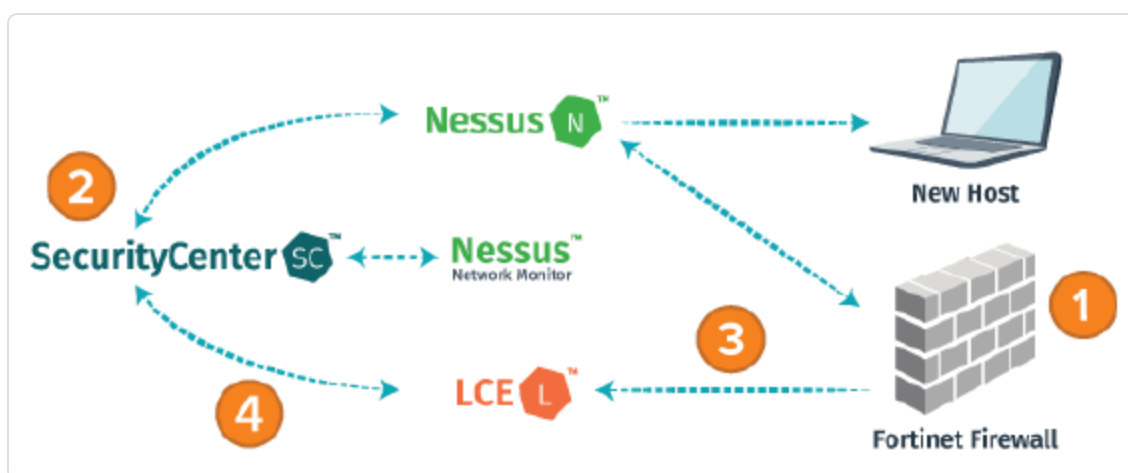 Nessus N™
New Host
2
SecurityCenter SC™
Nessus™
Network Monitor
1
3
LCE L™
4
Fortinet Firewall